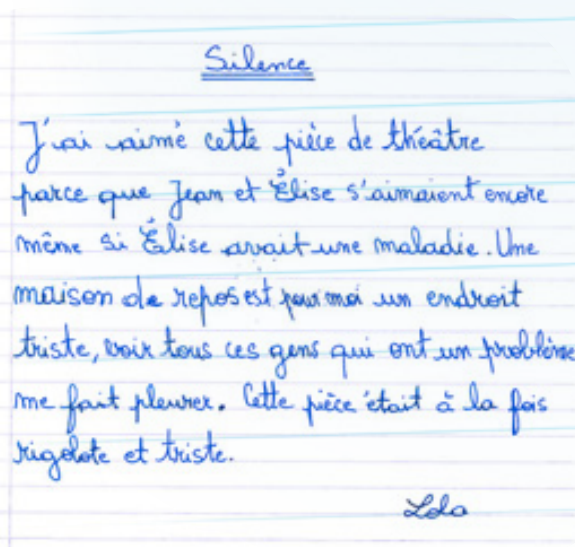 Silence
J'ai aimé cette pièce de théâtre
parce que Jean et Élise s'aimaient encore
même si Élise avait une maladie. Une
maison de repos est pour moi un endroit
triste, voir tous ces gens qui ont un problème
me fait pleurer. Cette pièce était à la fois
rigolote et triste.
Lola